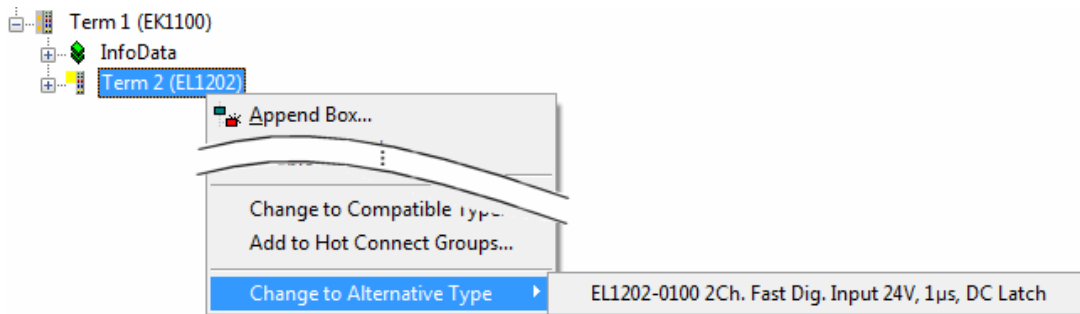 Term 1 (EK1100)
InfoData
Term 2 (EL1202)
Append Box...
Change to Compatible
Add to Hot Connect Groups...
Change to Alternative Type
EL1202-0100 2Ch. Fast Dig. Input 24V, 1µs, DC Latch